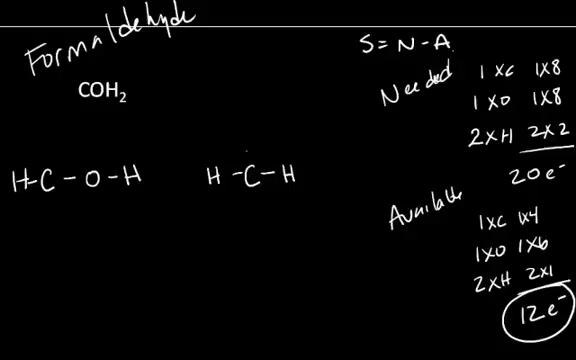 Formaldehyde
COH₂
H-C-O-H
H-C-H
S=N-A
Needed
1xC 1x8
1xO 1x8
2xH 2x2
20e⁻
Available
1xC 1x4
1xO 1x6
2xH 2x1
12e⁻